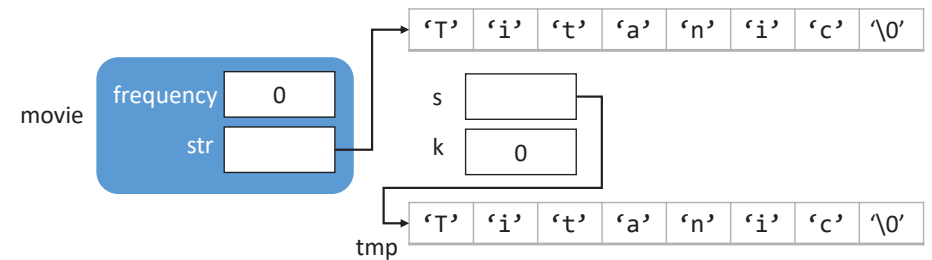 ‘T’ ‘i’ ‘t’ ‘a’ ‘n’ ‘i’ ‘c’ ‘\0’
frequency 0
s
movie
str
k 0
‘T’ ‘i’ ‘t’ ‘a’ ‘n’ ‘i’ ‘c’ ‘\0’
tmp